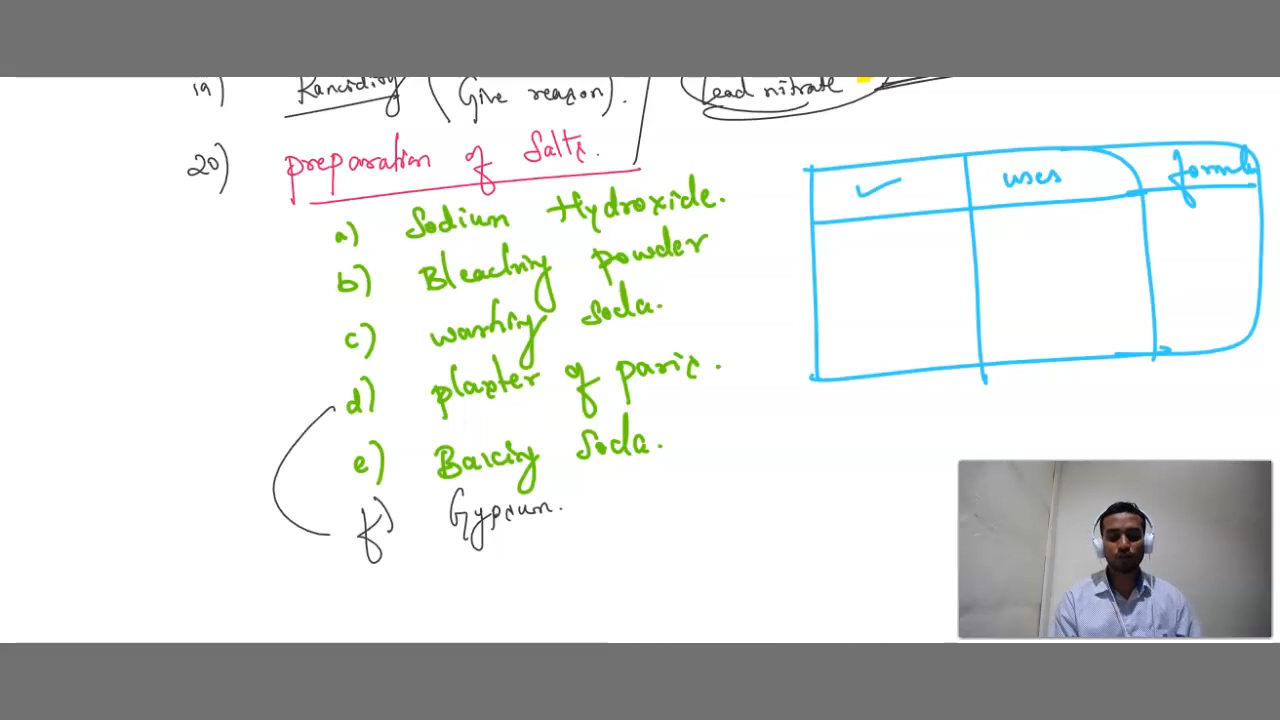 19) Rancidity (Give reason). Lead nitrate
20) preparation of Salts.
a) Sodium Hydroxide.
b) Bleaching powder
c) washing Soda.
d) plaster of paris.
e) Baking Soda.
f) Gypsum.
✓ uses formula